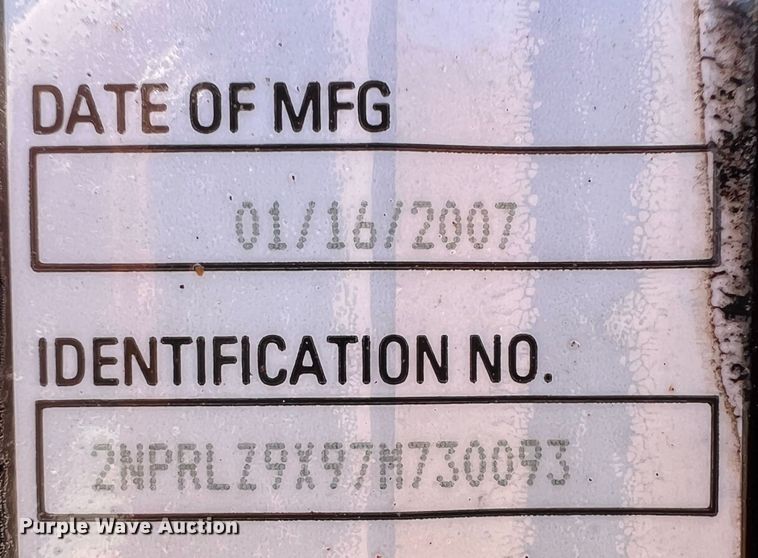 DATE OF MFG
01/16/2007
IDENTIFICATION NO.
2NPRLZ9X97M730093
Purple Wave Auction